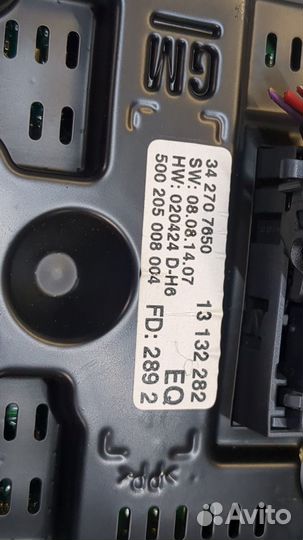 GM
34 270 7650
SW: 08.08.14.07
HW: 020424 D-H6
500 205 008 004
13 132 282
EQ
FD: 289 2
>PP<
Avito